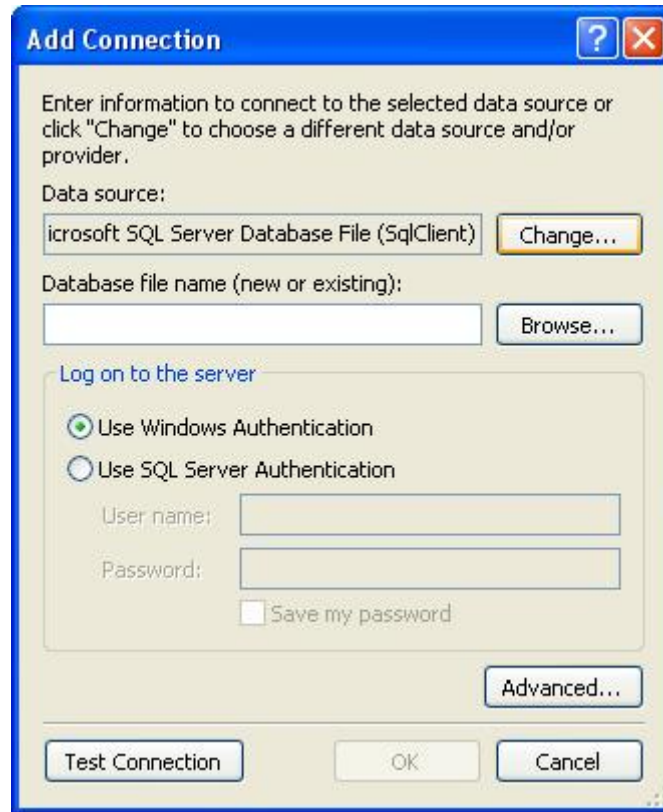 Add Connection
?
Enter information to connect to the selected data source or
click "Change" to choose a different data source and/or
provider.
Data source:
icrosoft SQL Server Database File (SqlClient)
Change...
Database file name (new or existing):
Browse...
Log on to the server
Use Windows Authentication
Use SQL Server Authentication
User name:
Password:
Save my password
Advanced...
Test Connection
OK
Cancel